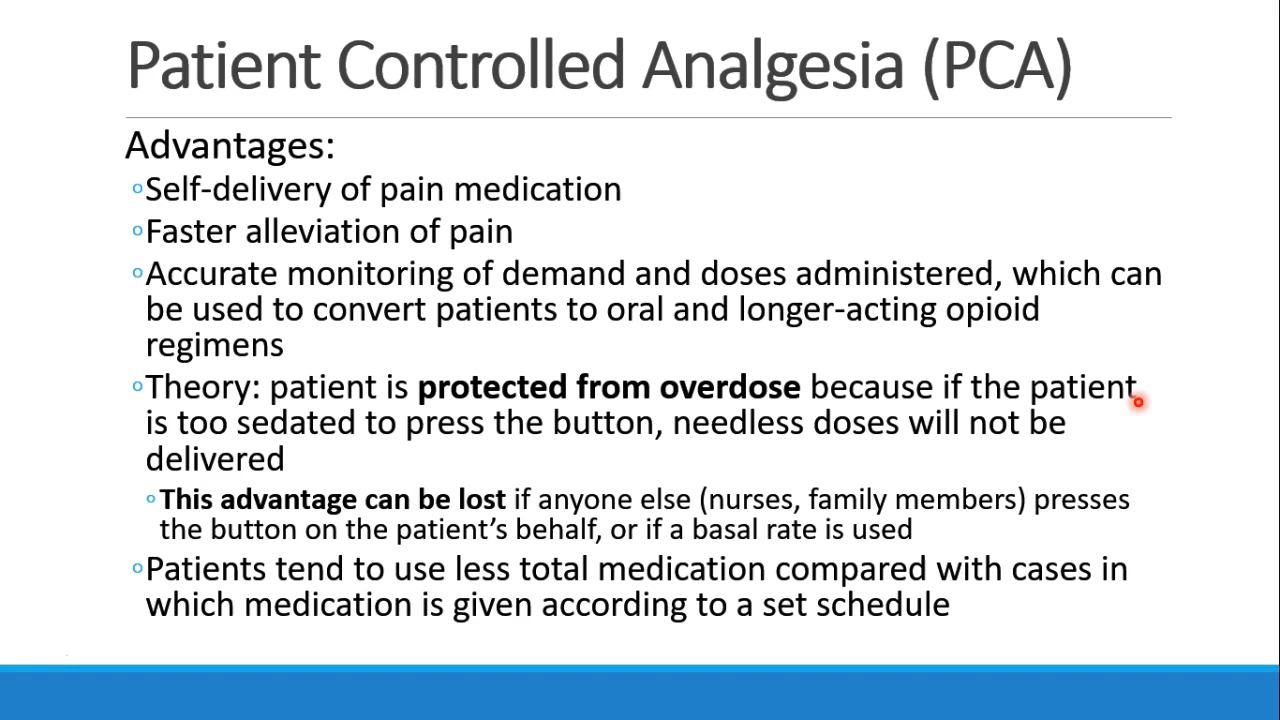 Patient Controlled Analgesia (PCA)
Advantages:
◦Self-delivery of pain medication
◦Faster alleviation of pain
◦Accurate monitoring of demand and doses administered, which can
be used to convert patients to oral and longer-acting opioid
regimens
◦Theory: patient is protected from overdose because if the patient
is too sedated to press the button, needless doses will not be
delivered
◦This advantage can be lost if anyone else (nurses, family members) presses
the button on the patient’s behalf, or if a basal rate is used
◦Patients tend to use less total medication compared with cases in
which medication is given according to a set schedule